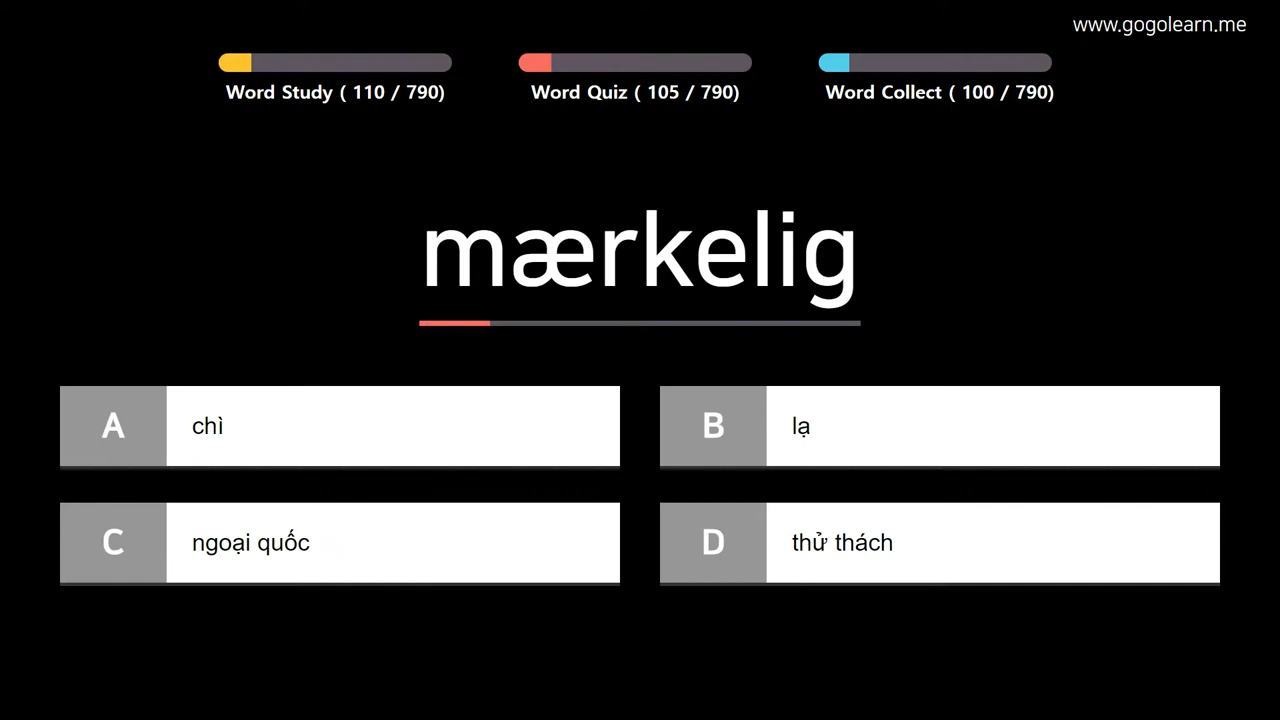 www.gogolearn.me
Word Study ( 110 / 790)
Word Quiz ( 105 / 790)
Word Collect ( 100 / 790)
mærkelig
A chì
B lạ
C ngoại quốc
D thử thách